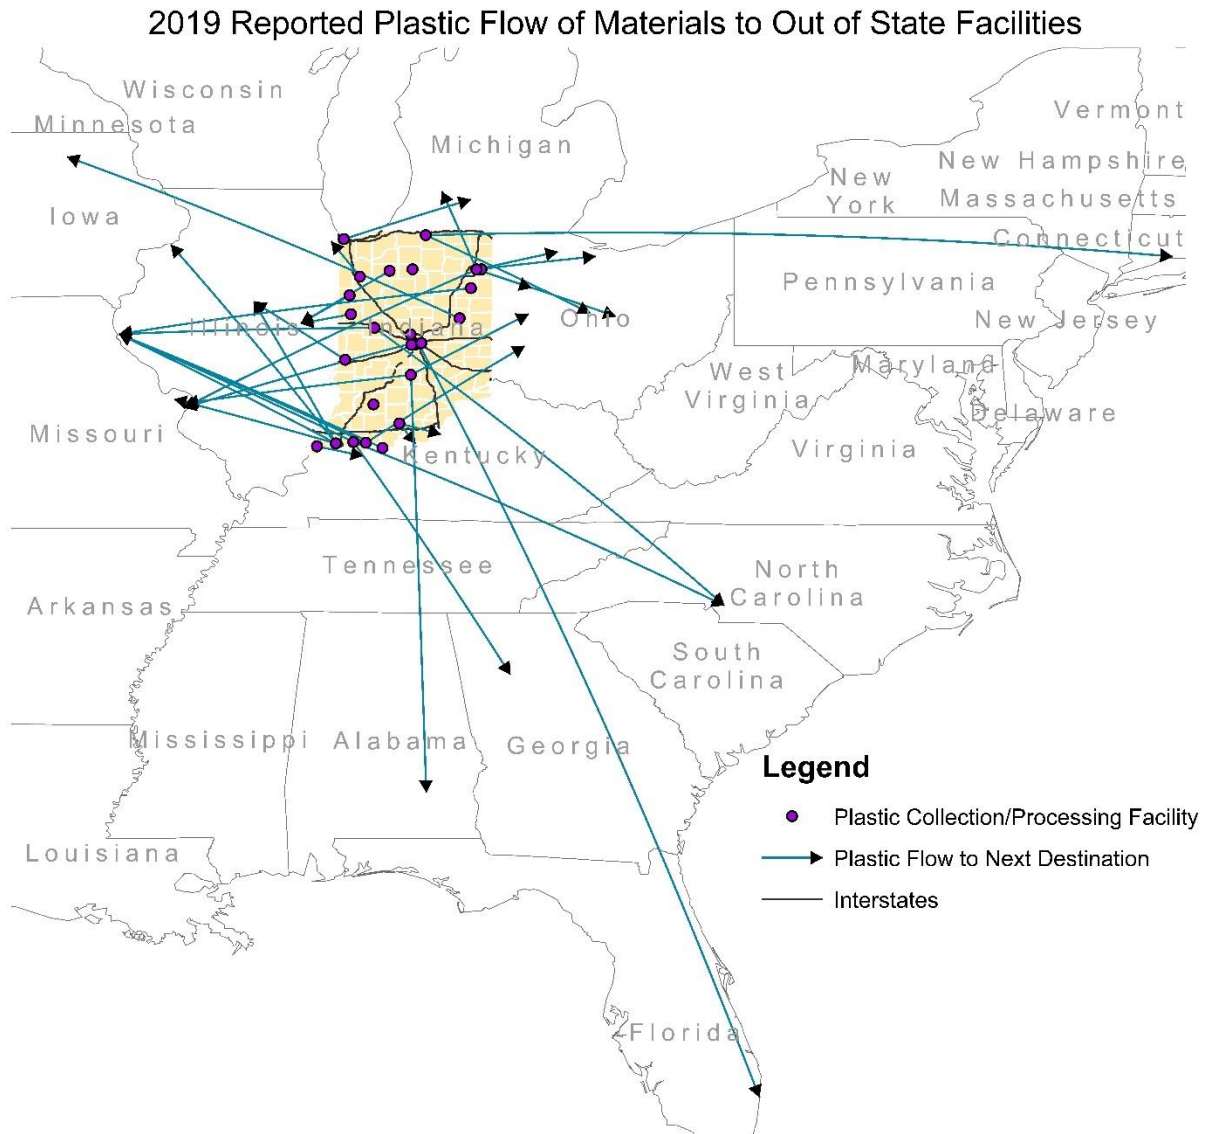 2019 Reported Plastic Flow of Materials to Out of State Facilities
Wisconsin
Minnesota
Michigan
Vermont
New Hampshire
New
York
Massachusetts
Iowa
Connecticut
Pennsylvania
Illinois
Indiana
Ohio
New Jersey
West
Virginia
Maryland
Delaware
Missouri
Kentucky
Virginia
Tennessee
North
Carolina
Arkansas
South
Carolina
Mississippi
Alabama
Georgia
Louisiana
Florida
Legend
Plastic Collection/Processing Facility
Plastic Flow to Next Destination
Interstates